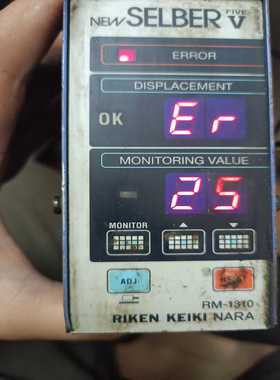 NEW SELBER FIVE V
ERROR
DISPLACEMENT
OK Er
MONITORING VALUE
25
MONITOR ▲ ▼
ADJ
RM-1310
RIKEN KEIKI NARA